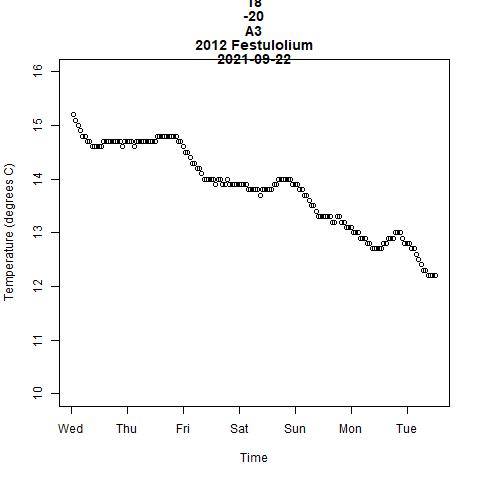 18
-20
A3
2012 Festulolium
2021-09-22
16
15
14
13
12
11
10
Temperature (degrees C)
Wed Thu Fri Sat Sun Mon Tue
Time